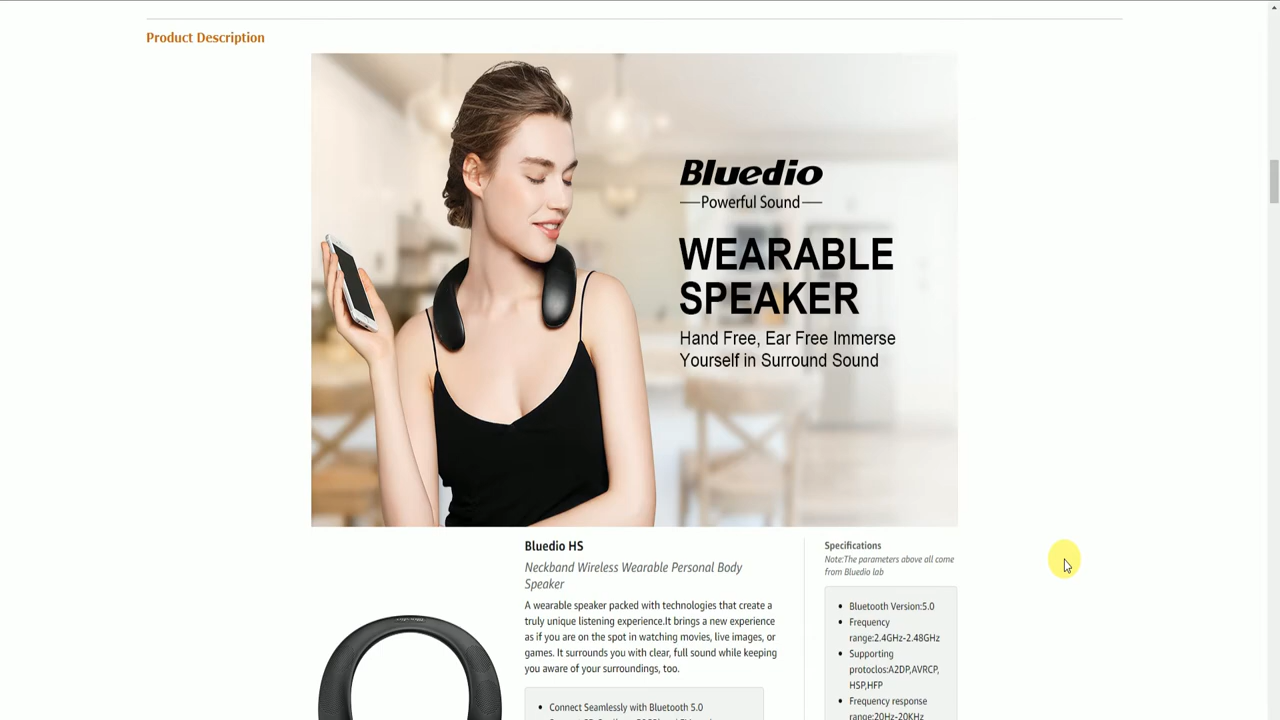 Product Description
Bluedio
Powerful Sound
WEARABLE
SPEAKER
Hand Free, Ear Free Immerse
Yourself in Surround Sound
Bluedio HS
Neckband Wireless Wearable Personal Body
Speaker
A wearable speaker packed with technologies that create a
truly unique listening experience.It brings a new experience
as if you are on the spot in watching movies, live images, or
games. It surrounds you with clear, full sound while keeping
you aware of your surroundings, too.
Connect Seamlessly with Bluetooth 5.0
Specifications
Note:The parameters above all come
from Bluedio lab
Bluetooth Version:5.0
Frequency
range:2.4GHz-2.48GHz
Supporting
protoclos:A2DP,AVRCP,
HSP,HFP
Frequency response
range:20Hz-20KHz